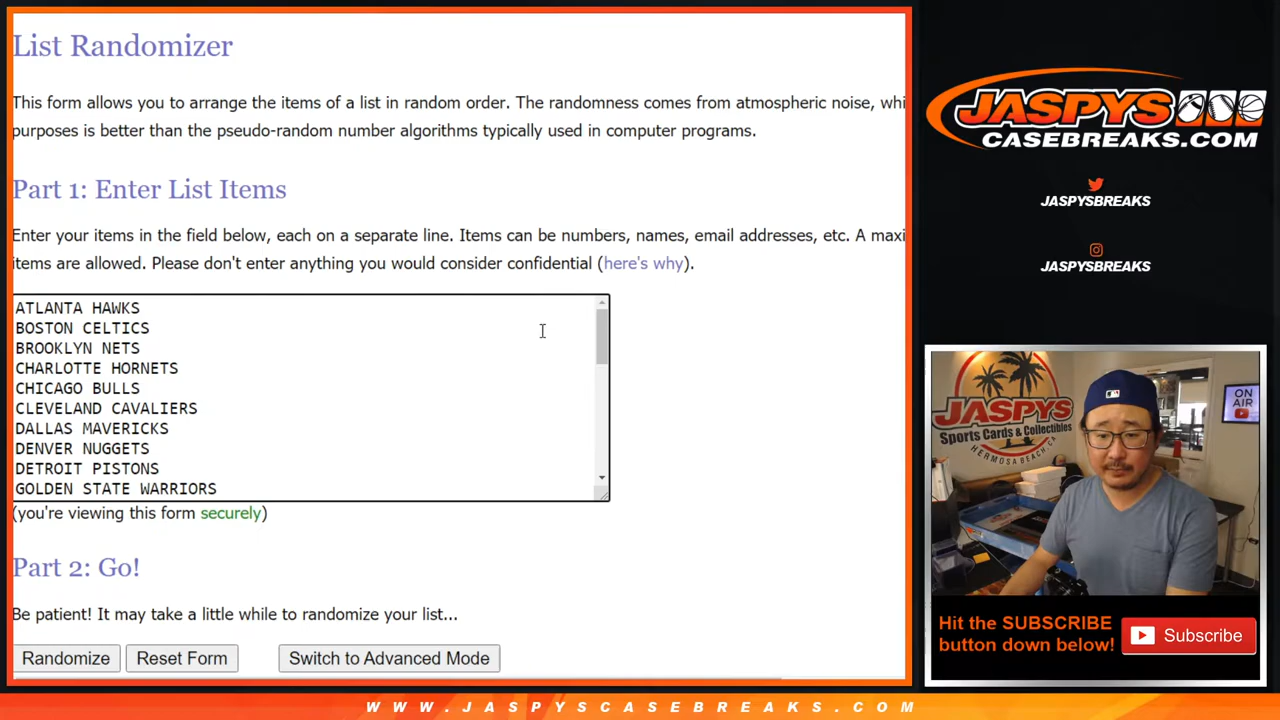 List Randomizer
This form allows you to arrange the items of a list in random order. The randomness comes from atmospheric noise, whi
purposes is better than the pseudo-random number algorithms typically used in computer programs.
Part 1: Enter List Items
Enter your items in the field below, each on a separate line. Items can be numbers, names, email addresses, etc. A maxi
items are allowed. Please don't enter anything you would consider confidential (here's why).
ATLANTA HAWKS
BOSTON CELTICS
BROOKLYN NETS
CHARLOTTE HORNETS
CHICAGO BULLS
CLEVELAND CAVALIERS
DALLAS MAVERICKS
DENVER NUGGETS
DETROIT PISTONS
GOLDEN STATE WARRIORS
(you're viewing this form securely)
Part 2: Go!
Be patient! It may take a little while to randomize your list...
Randomize Reset Form Switch to Advanced Mode
JASPYS
CASEBREAKS.COM
JASPYSBREAKS
JASPYSBREAKS
JASPYS
Sports Cards & Collectibles
HERMOSA BEACH, CA
ON
AIR
Hit the SUBSCRIBE
button down below!
Subscribe
WWW.JASPYSCASEBREAKS.COM